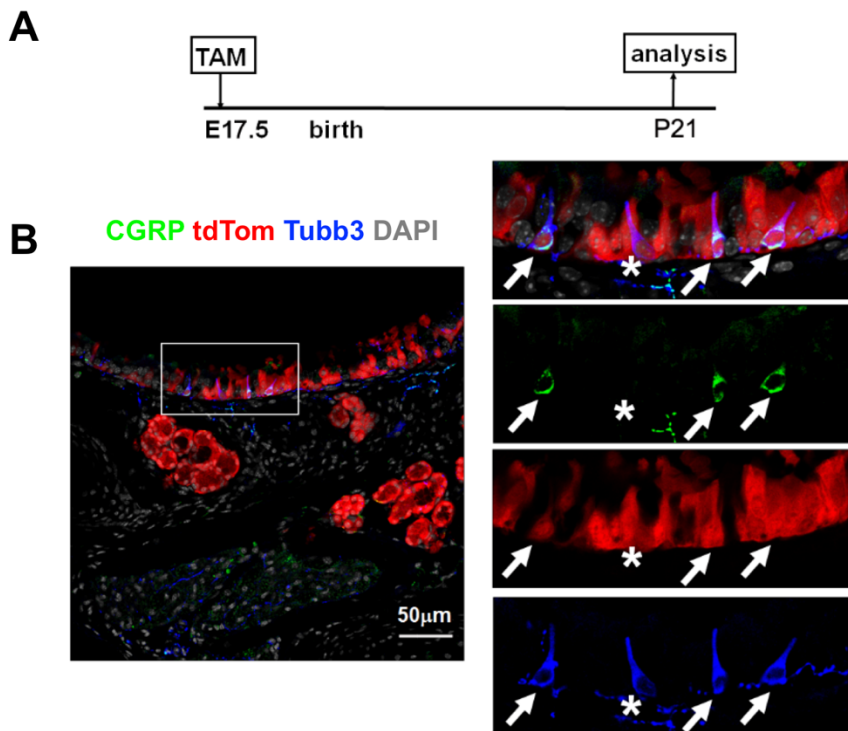 A
TAM
analysis
E17.5 birth P21
B
CGRP tdTom Tubb3 DAPI
50µm
*
*
*
*